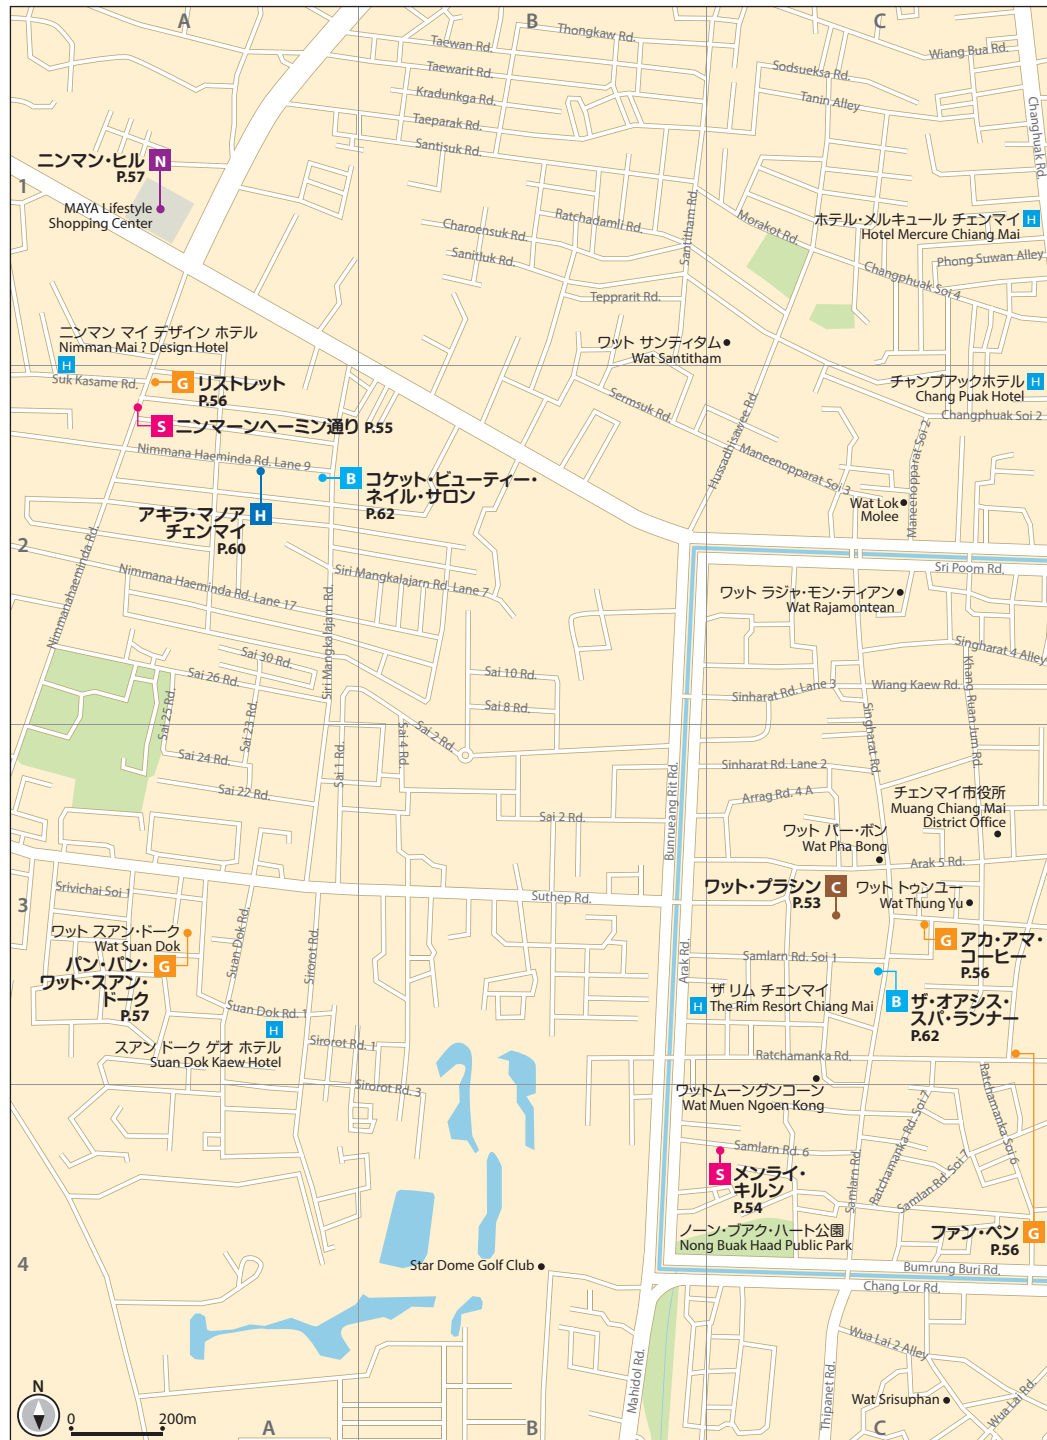 A
B
C
Thongkaw Rd.
Taewan Rd.
Wiang Bua Rd.
Taewarit Rd.
Sodsueksa Rd.
Kradunkga Rd.
Tanin Alley
Changhuak Rd.
Taeparak Rd.
Santisuk Rd.
ニンマン・ヒル N
P.57
1
MAYA Lifestyle
Shopping Center
Santitham Rd.
Ratchadamli Rd.
Morakot Rd.
ホテル・メルキュール チェンマイ H
Hotel Mercure Chiang Mai
Charoensuk Rd.
Sanitluk Rd.
Phong Suwan Alley
Changphuak Soi 4
Tepprarit Rd.
ニンマン マイ デザイン ホテル
Nimman Mai ? Design Hotel
H
ワット サンティタム
Wat Santitham
Suk Kasame Rd.
G リストレット
P.56
チャンプアックホテル H
Chang Puak Hotel
Sermsuk Rd.
Hussadhisawee Rd.
Changphuak Soi 2
S ニンマーンヘーミン通り P.55
Maneenopparat Soi 2
Nimmana Haeminda Rd. Lane 9
Maneenopparat Soi 3
B コケット・ビューティー・
ネイル・サロン
P.62
Wat Lok
Molee
アキラ・マノア
チェンマイ
H
P.60
2
Nimmanahaeminda Rd.
Sri Poom Rd.
Nimmana Haeminda Rd. Lane 17
Siri Mangkalajarn Rd. Lane 7
Siri Mangkalajarn Rd.
ワット ラジャ・モン・ティアン
Wat Rajamontean
Singharat 4 Alley
Khang Ruan Jum Rd.
Sai 30 Rd.
Sai 26 Rd.
Sai 10 Rd.
Sinharat Rd. Lane 3
Wiang Kaew Rd.
Sai 25 Rd.
Sai 23 Rd.
Sai 8 Rd.
Singharat Rd.
Sai 4 Rd.
Sai 2 Rd.
Sai 24 Rd.
Sai 1 Rd.
Sinharat Rd. Lane 2
Sai 22 Rd.
Bunrueang Rit Rd.
Arrag Rd. 4 A
チェンマイ市役所
Muang Chiang Mai
District Office
Sai 2 Rd.
ワット パー・ボン
Wat Pha Bong
Arak 5 Rd.
Srivichai Soi 1
Suthep Rd.
ワット・プラシン C
P.53
ワット トゥンユー
Wat Thung Yu
3
ワット スアン・ドーク
Wat Suan Dok
Suan Dok Rd.
Sirorot Rd.
パン・パン・
ワット・スアン・
ドーク
G
P.57
Arak Rd.
Samlarn Rd. Soi 1
G アカ・アマ・
コーヒー
P.56
ザ リム チェンマイ
H The Rim Resort Chiang Mai
B ザ・オアシス・
スパ・ランナー
P.62
Suan Dok Rd. 1
H
スアン ドーク ゲオ ホテル
Suan Dok Kaew Hotel
Sirorot Rd. 1
Ratchamanka Rd.
Sirorot Rd. 3
ワットムーングンコーン
Wat Muen Ngoen Kong
Ratchamanka Soi 6
Ratchamanka Rd. Soi 7
Samlarn Rd. 6
Samlarn Rd.
Samlan Rd. Soi 7
S メンライ・
キルン
P.54
ノーン・ブアク・ハート公園
Nong Buak Haad Public Park
ファン・ペン G
P.56
4
Star Dome Golf Club
Bumrung Buri Rd.
Chang Lor Rd.
Wua Lai 2 Alley
Mahidol Rd.
Thipanet Rd.
Wat Srisuphan
Wua Lai Rd.
N
0 200m
A
B
C